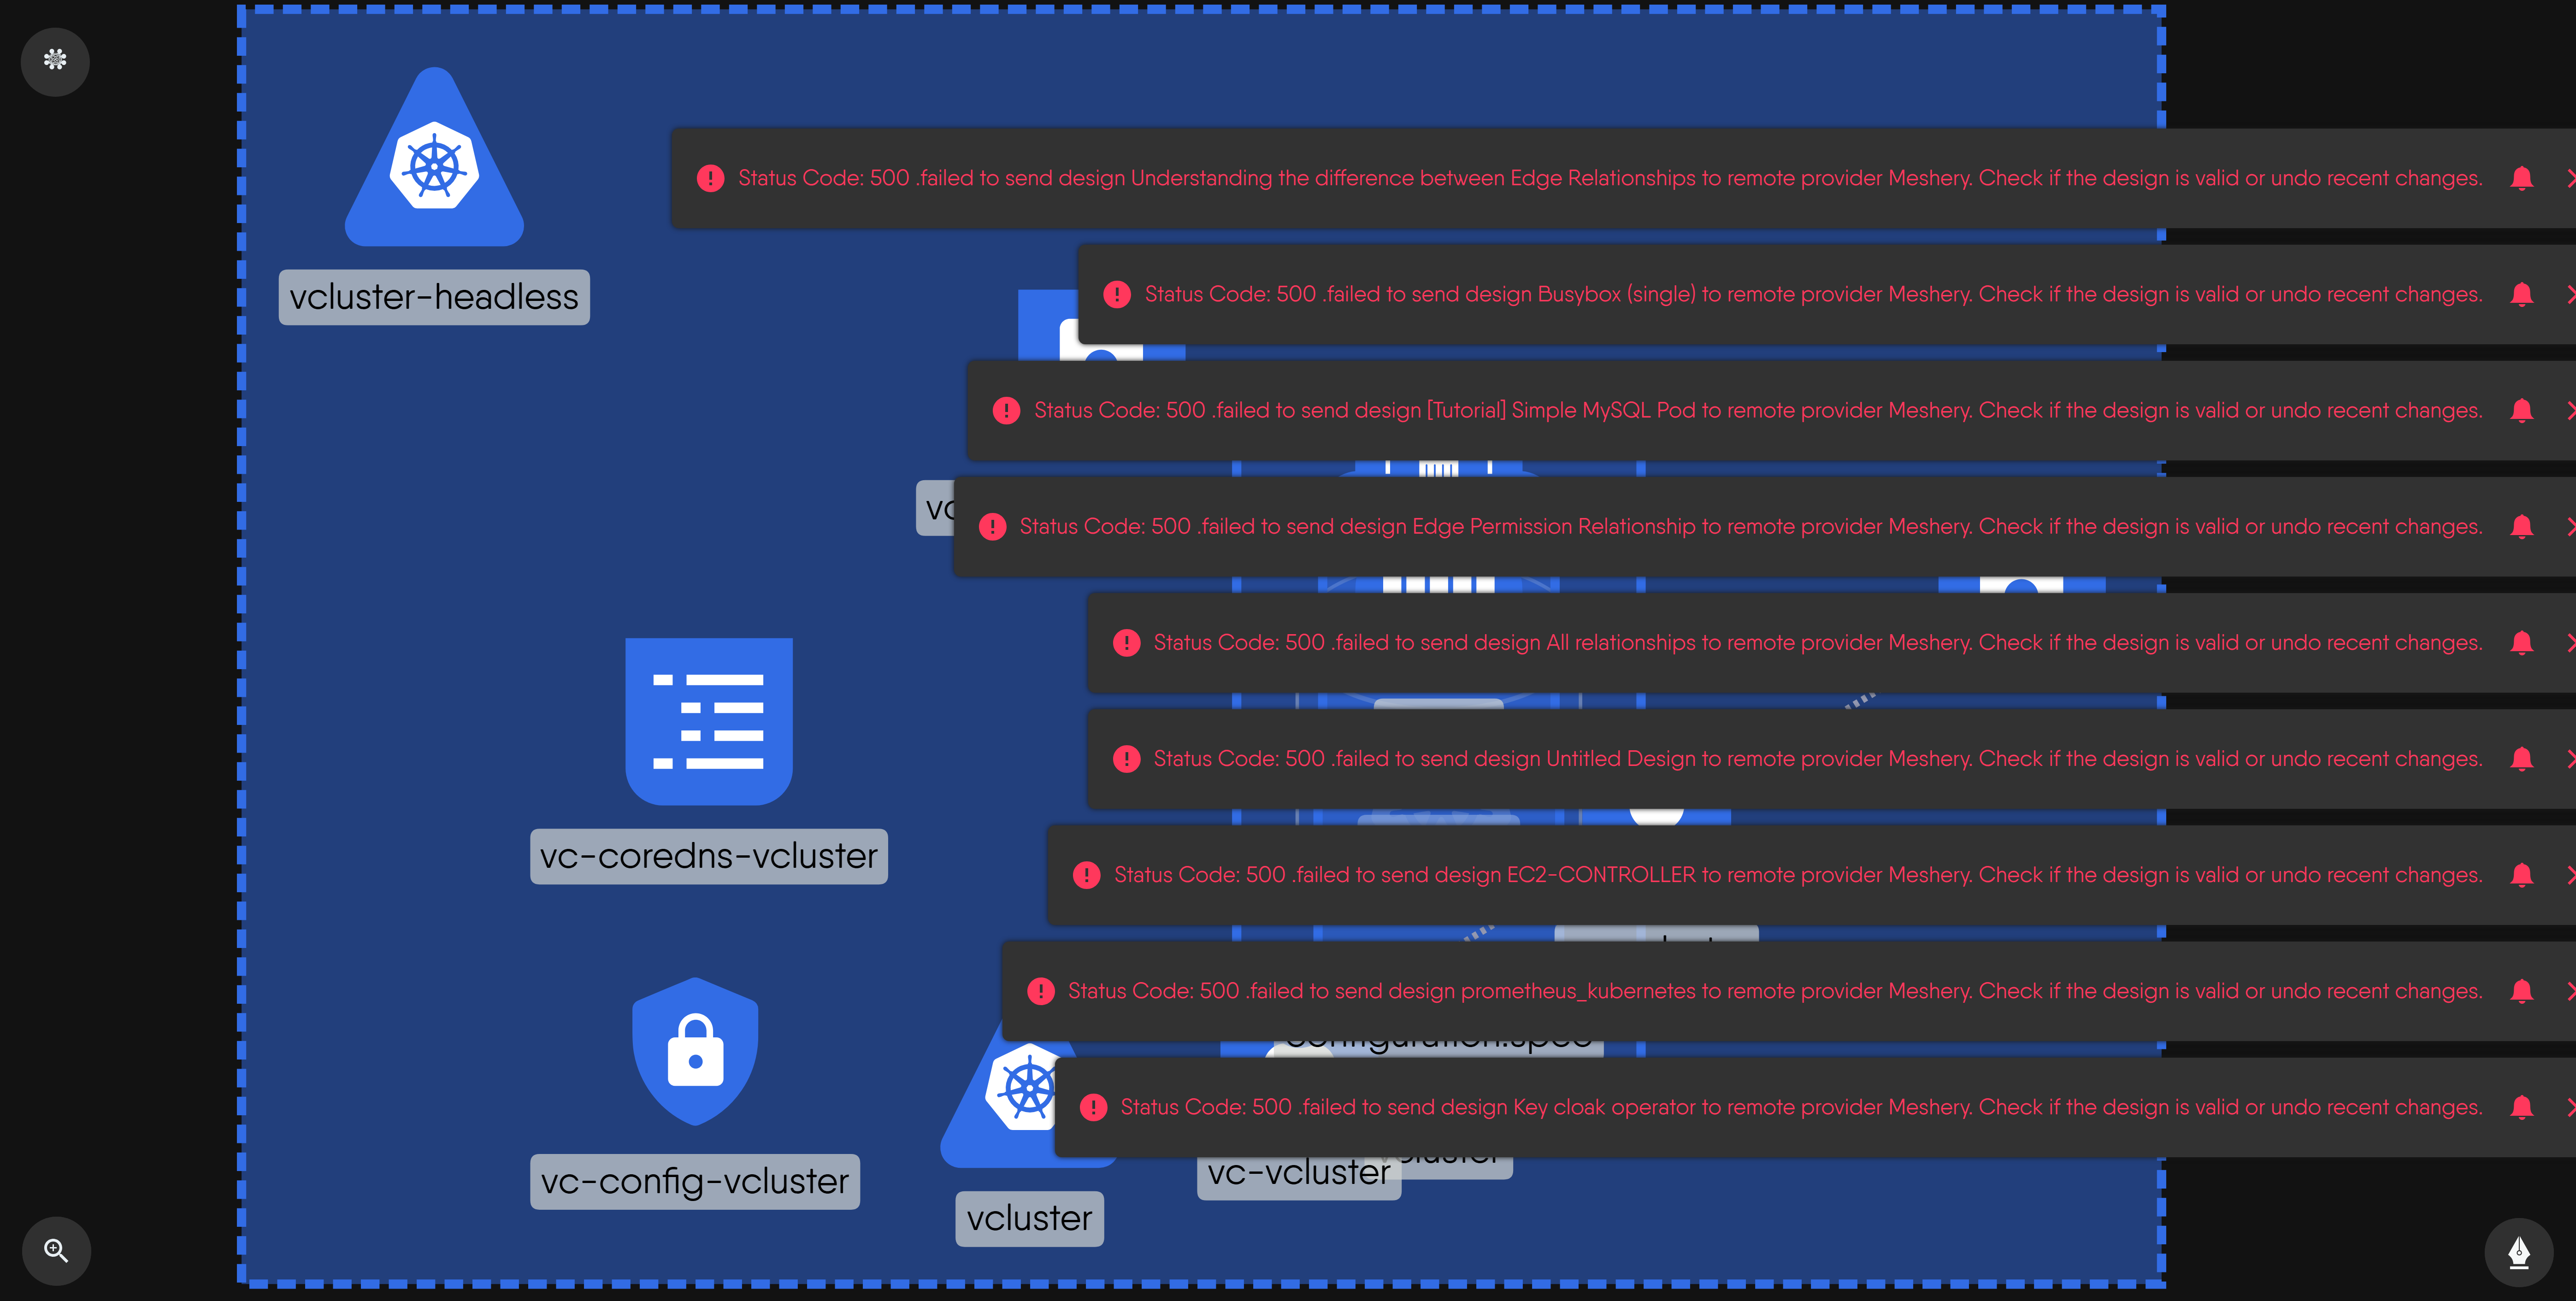 vcluster-headless
Status Code: 500 .failed to send design Understanding the difference between Edge Relationships to remote provider Meshery. Check if the design is valid or undo recent changes.
Status Code: 500 .failed to send design Busybox (single) to remote provider Meshery. Check if the design is valid or undo recent changes.
Status Code: 500 .failed to send design [Tutorial] Simple MySQL Pod to remote provider Meshery. Check if the design is valid or undo recent changes.
Status Code: 500 .failed to send design Edge Permission Relationship to remote provider Meshery. Check if the design is valid or undo recent changes.
Status Code: 500 .failed to send design All relationships to remote provider Meshery. Check if the design is valid or undo recent changes.
Status Code: 500 .failed to send design Untitled Design to remote provider Meshery. Check if the design is valid or undo recent changes.
vc-coredns-vcluster
Status Code: 500 .failed to send design EC2-CONTROLLER to remote provider Meshery. Check if the design is valid or undo recent changes.
Status Code: 500 .failed to send design prometheus_kubernetes to remote provider Meshery. Check if the design is valid or undo recent changes.
configuration.spec
Status Code: 500 .failed to send design Key cloak operator to remote provider Meshery. Check if the design is valid or undo recent changes.
vc-config-vcluster
vc-vcluster
vcluster